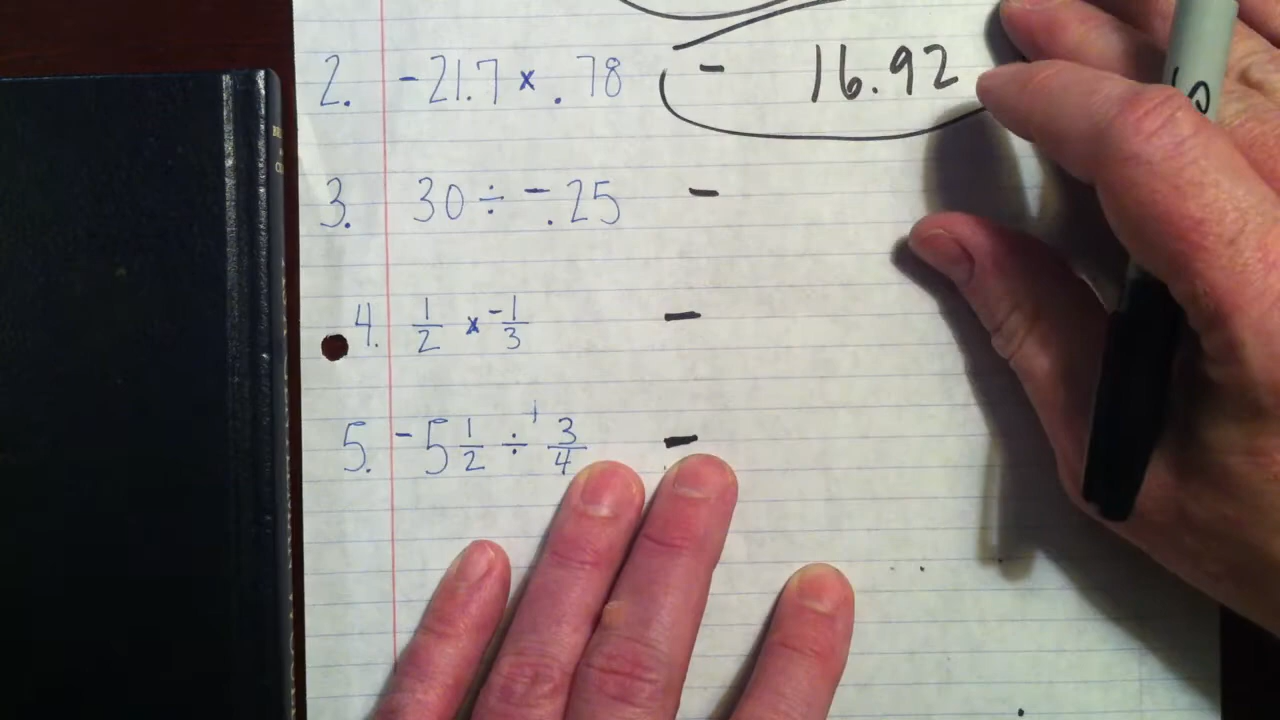 2. -21.7 x .78 - 16.92
3. 30 ÷ -.25 -
4. 1/2 x -1/3 -
5. -5 1/2 ÷ +3/4 -